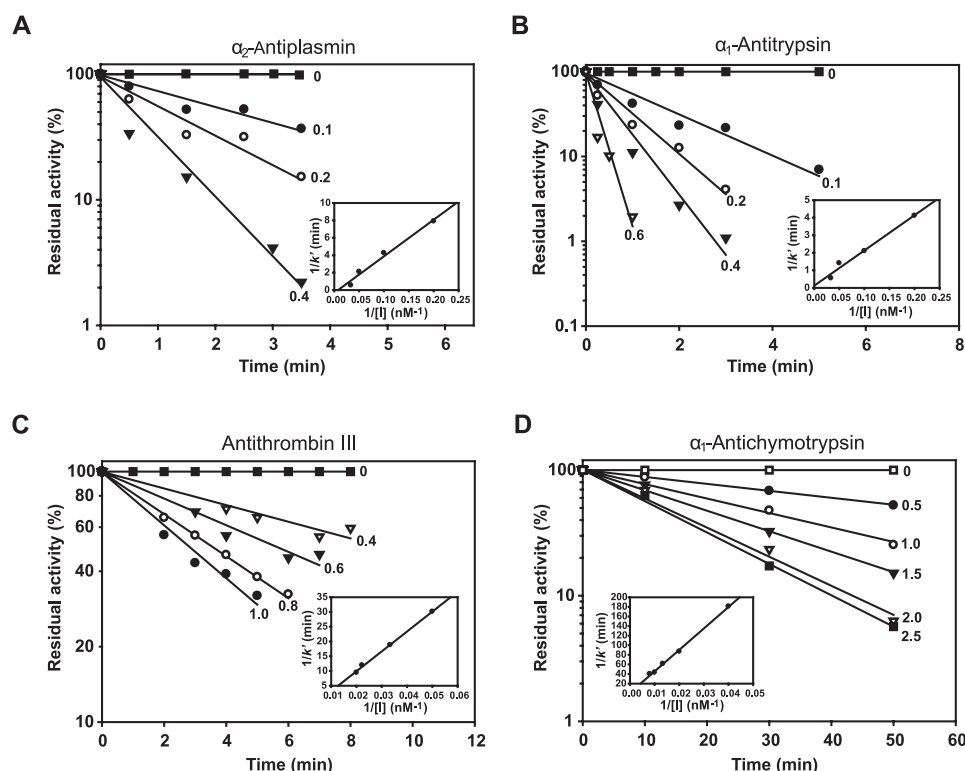 A
α2-Antiplasmin
Residual activity (%)
100
10
1
0
0.1
0.2
0.4
0 1 2 3 4 5 6 7
Time (min)
1/k' (min)
10
8
6
4
2
0
0.00 0.05 0.10 0.15 0.20 0.25
1/[I] (nM-1)
B
α1-Antitrypsin
Residual activity (%)
100
10
1
0.1
0
0.1
0.2
0.4
0.6
0 2 4 6 8
Time (min)
1/k' (min)
5
4
3
2
1
0
0.00 0.05 0.10 0.15 0.20 0.25
1/[I] (nM-1)
C
Antithrombin III
Residual activity (%)
100
80
60
40
20
10
0
0.4
0.6
0.8
1.0
0 2 4 6 8 10 12
Time (min)
1/k' (min)
35
30
25
20
15
10
5
0.01 0.02 0.03 0.04 0.05 0.06
1/[I] (nM-1)
D
α1-Antichymotrypsin
Residual activity (%)
100
10
1
0
0.5
1.0
1.5
2.0
2.5
0 10 20 30 40 50 60
Time (min)
1/k' (min)
200
180
160
140
120
100
80
60
40
20
0.00 0.01 0.02 0.03 0.04 0.05
1/[I] (nM-1)